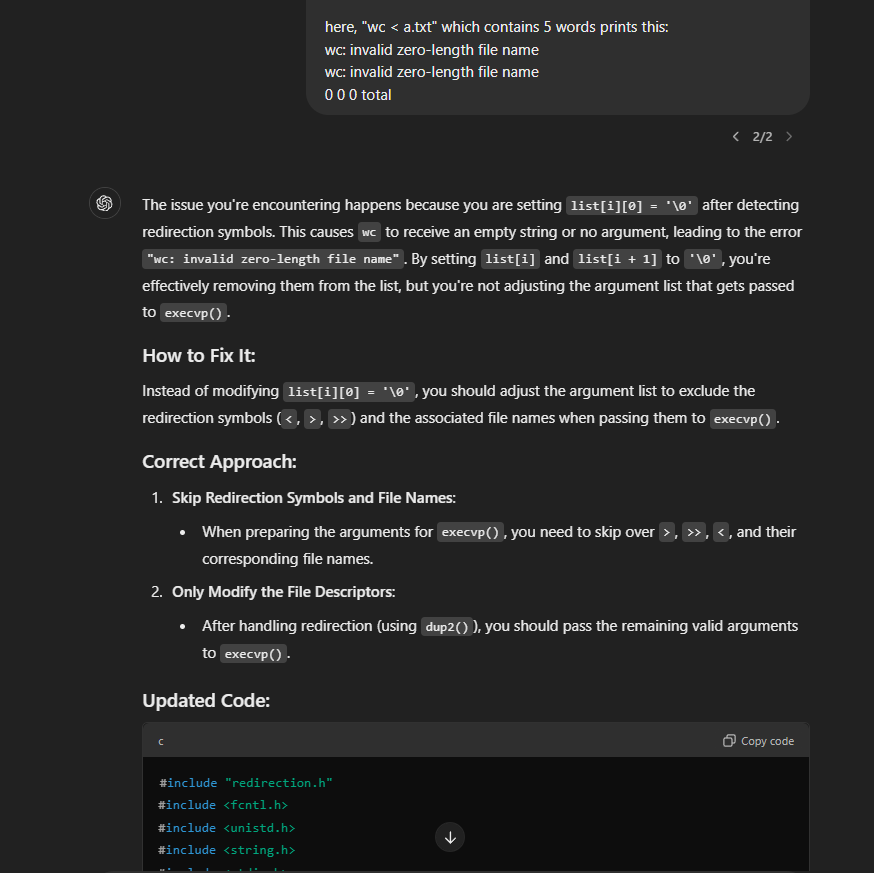 here, "wc < a.txt" which contains 5 words prints this:
wc: invalid zero-length file name
wc: invalid zero-length file name
0 0 0 total
< 2/2 >
The issue you're encountering happens because you are setting list[i][0] = '\0' after detecting
redirection symbols. This causes wc to receive an empty string or no argument, leading to the error
"wc: invalid zero-length file name". By setting list[i] and list[i + 1] to '\0', you're
effectively removing them from the list, but you're not adjusting the argument list that gets passed
to execvp().
How to Fix It:
Instead of modifying list[i][0] = '\0', you should adjust the argument list to exclude the
redirection symbols (<, >, >>) and the associated file names when passing them to execvp().
Correct Approach:
1. Skip Redirection Symbols and File Names:
• When preparing the arguments for execvp(), you need to skip over >, >>, <, and their
corresponding file names.
2. Only Modify the File Descriptors:
• After handling redirection (using dup2()), you should pass the remaining valid arguments
to execvp().
Updated Code:
c Copy code
#include "redirection.h"
#include <fcntl.h>
#include <unistd.h>
#include <string.h>